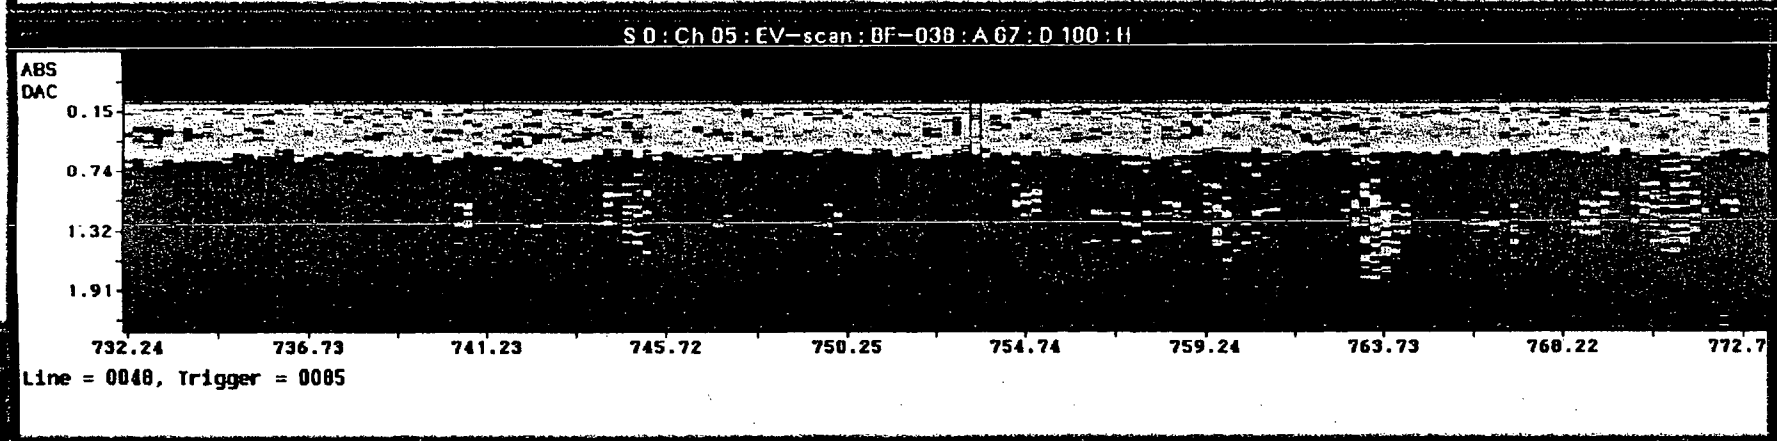 S 0 : Ch 05 : EV-scan : BF-038 : A 67 : D 100 : H
ABS
DAC
0.15
0.74
1.32
1.91
732.24 736.73 741.23 745.72 750.25 754.74 759.24 763.73 768.22 772.7
Line = 0048, Trigger = 0085